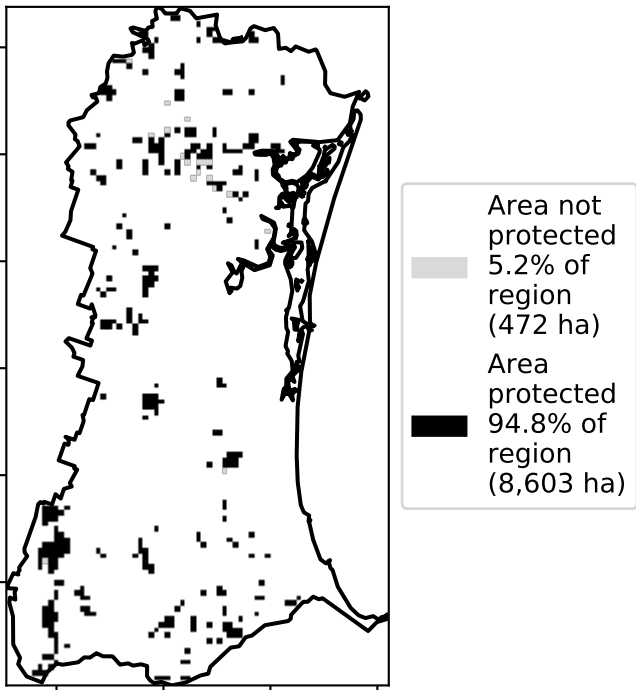 Area not
protected
5.2% of
region
(472 ha)
Area
protected
94.8% of
region
(8,603 ha)